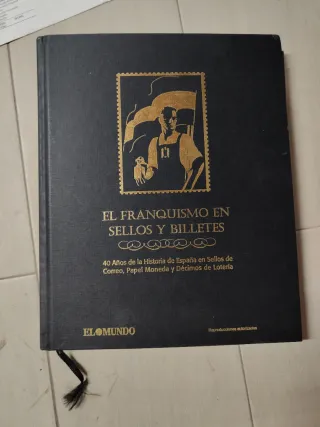 EL FRANQUISMO EN
SELLOS Y BILLETES
40 Años de la Historia de España en Sellos de
Correo, Papel Moneda y Décimos de Lotería
EL MUNDO